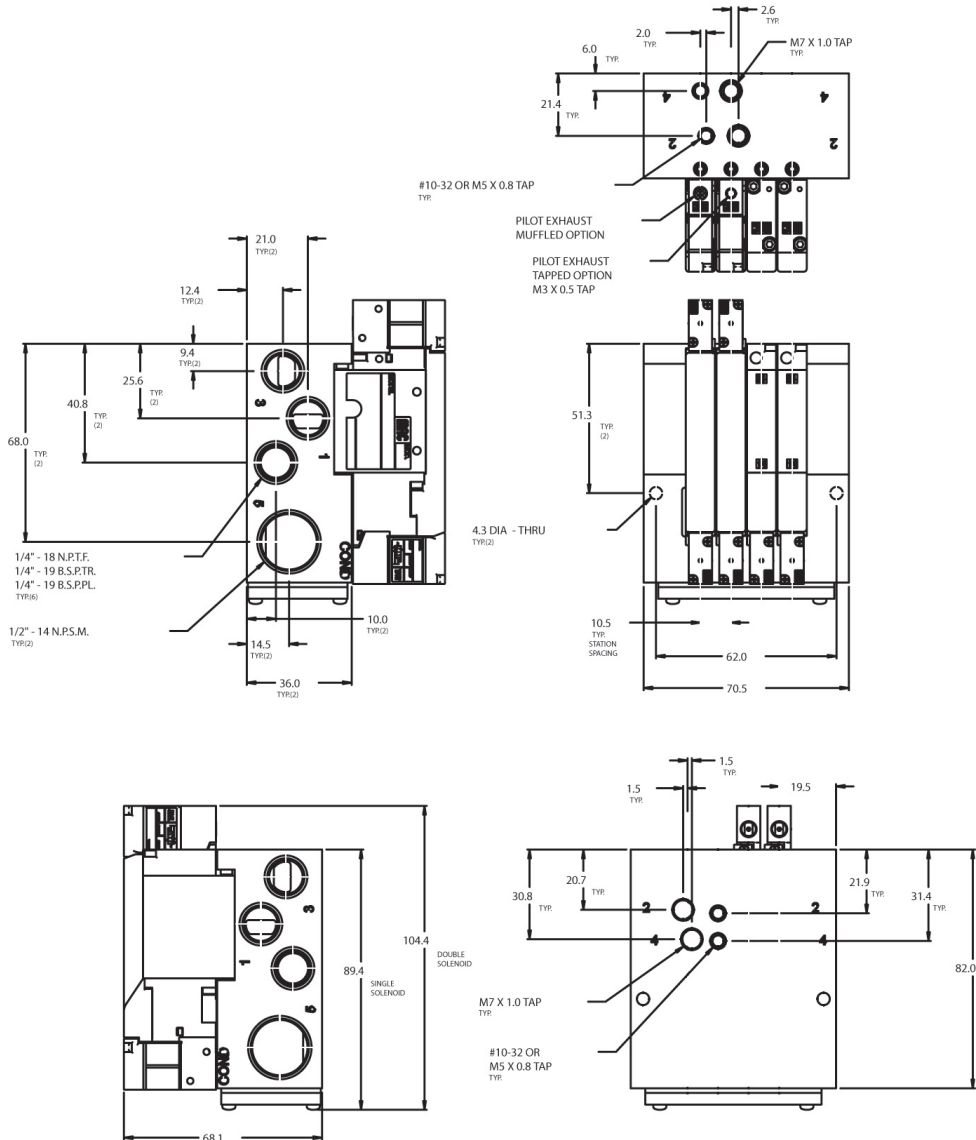 2.6
TYP.
2.0
TYP.
M7 X 1.0 TAP
TYP.
6.0
TYP.
21.4
TYP.
4
4
2
2
#10-32 OR M5 X 0.8 TAP
TYP.
PILOT EXHAUST
MUFFLED OPTION
PILOT EXHAUST
TAPPED OPTION
M3 X 0.5 TAP
21.0
TYP.(2)
12.4
TYP.(2)
9.4
TYP.(2)
25.6
TYP.
(2)
40.8
TYP.
(2)
68.0
TYP.
(2)
3
1
5
COND
1/4" - 18 N.P.T.F.
1/4" - 19 B.S.P.TR.
1/4" - 19 B.S.P.PL.
TYP.(6)
1/2" - 14 N.P.S.M.
TYP.(2)
10.0
TYP.(2)
14.5
TYP.(2)
36.0
TYP.(2)
51.3
TYP.
(2)
4.3 DIA - THRU
TYP.(2)
10.5
TYP.
STATION
SPACING
62.0
70.5
3
1
5
COND
104.4
DOUBLE
SOLENOID
89.4
SINGLE
SOLENOID
68.1
1.5
TYP.
1.5
TYP.
19.5
20.7
TYP.
30.8
TYP.
21.9
TYP.
31.4
TYP.
82.0
2
2
4
4
M7 X 1.0 TAP
TYP.
#10-32 OR
M5 X 0.8 TAP
TYP.